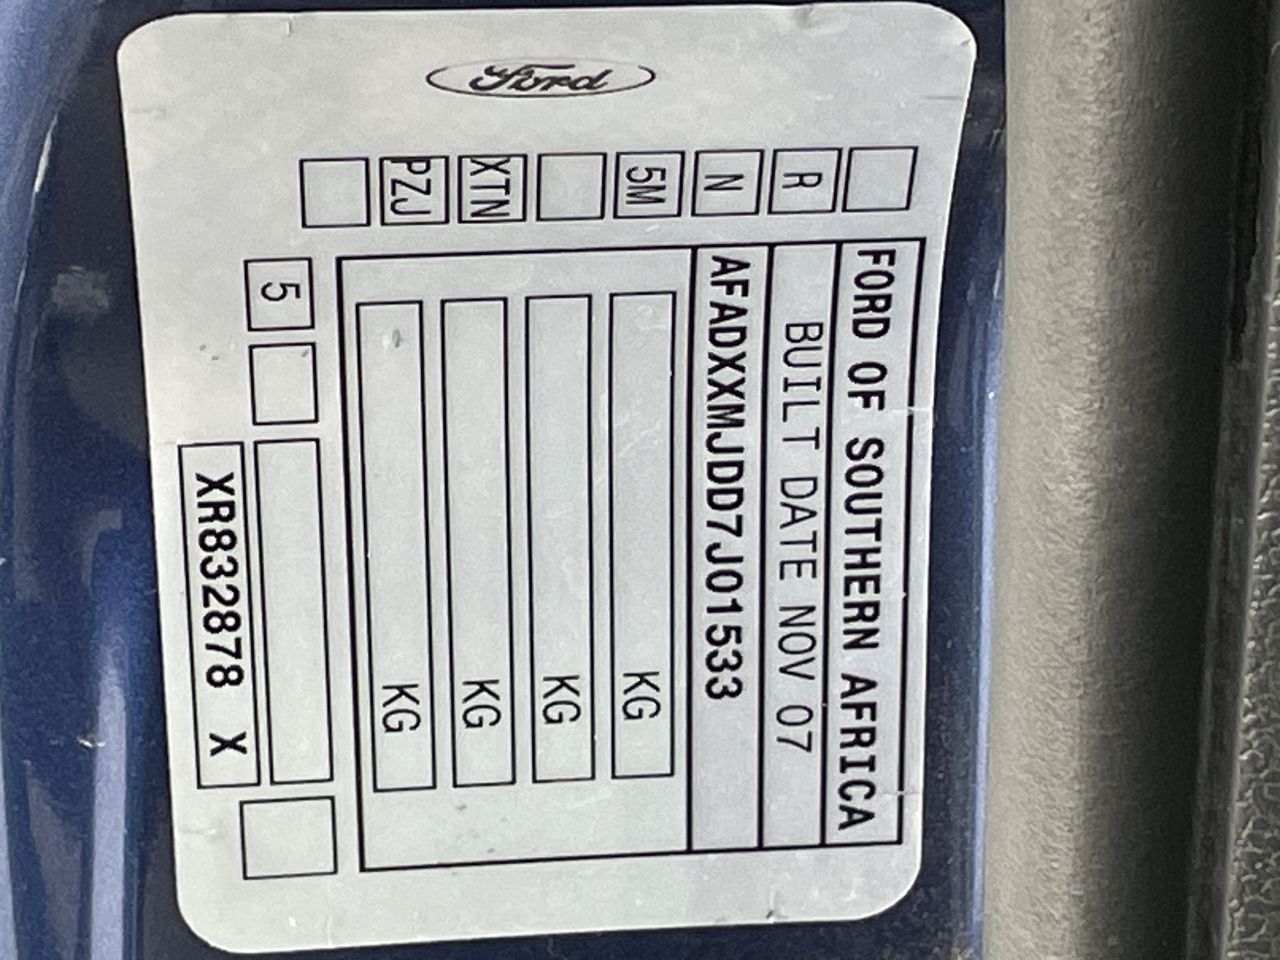 Ford
R
N
5M
XTN
PZJ
FORD OF SOUTHERN AFRICA
BUILT DATE NOV 07
AFADXXMJDD7J01533
KG
KG
KG
KG
5
XR832878 X